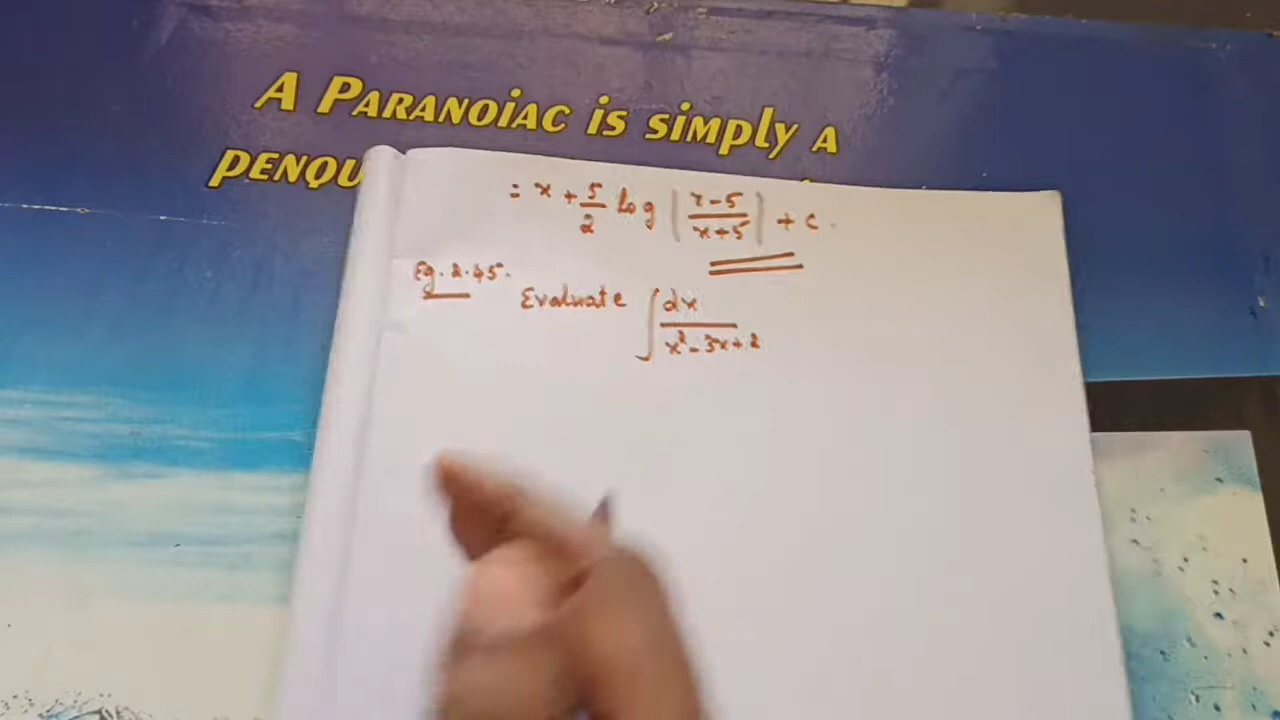 A PARANOiAC is simply A
PENQU
= x + 5/2 log |x-5/x+5| + c.
Eg. 2.45.
Evaluate ∫ dx/x²-3x+2